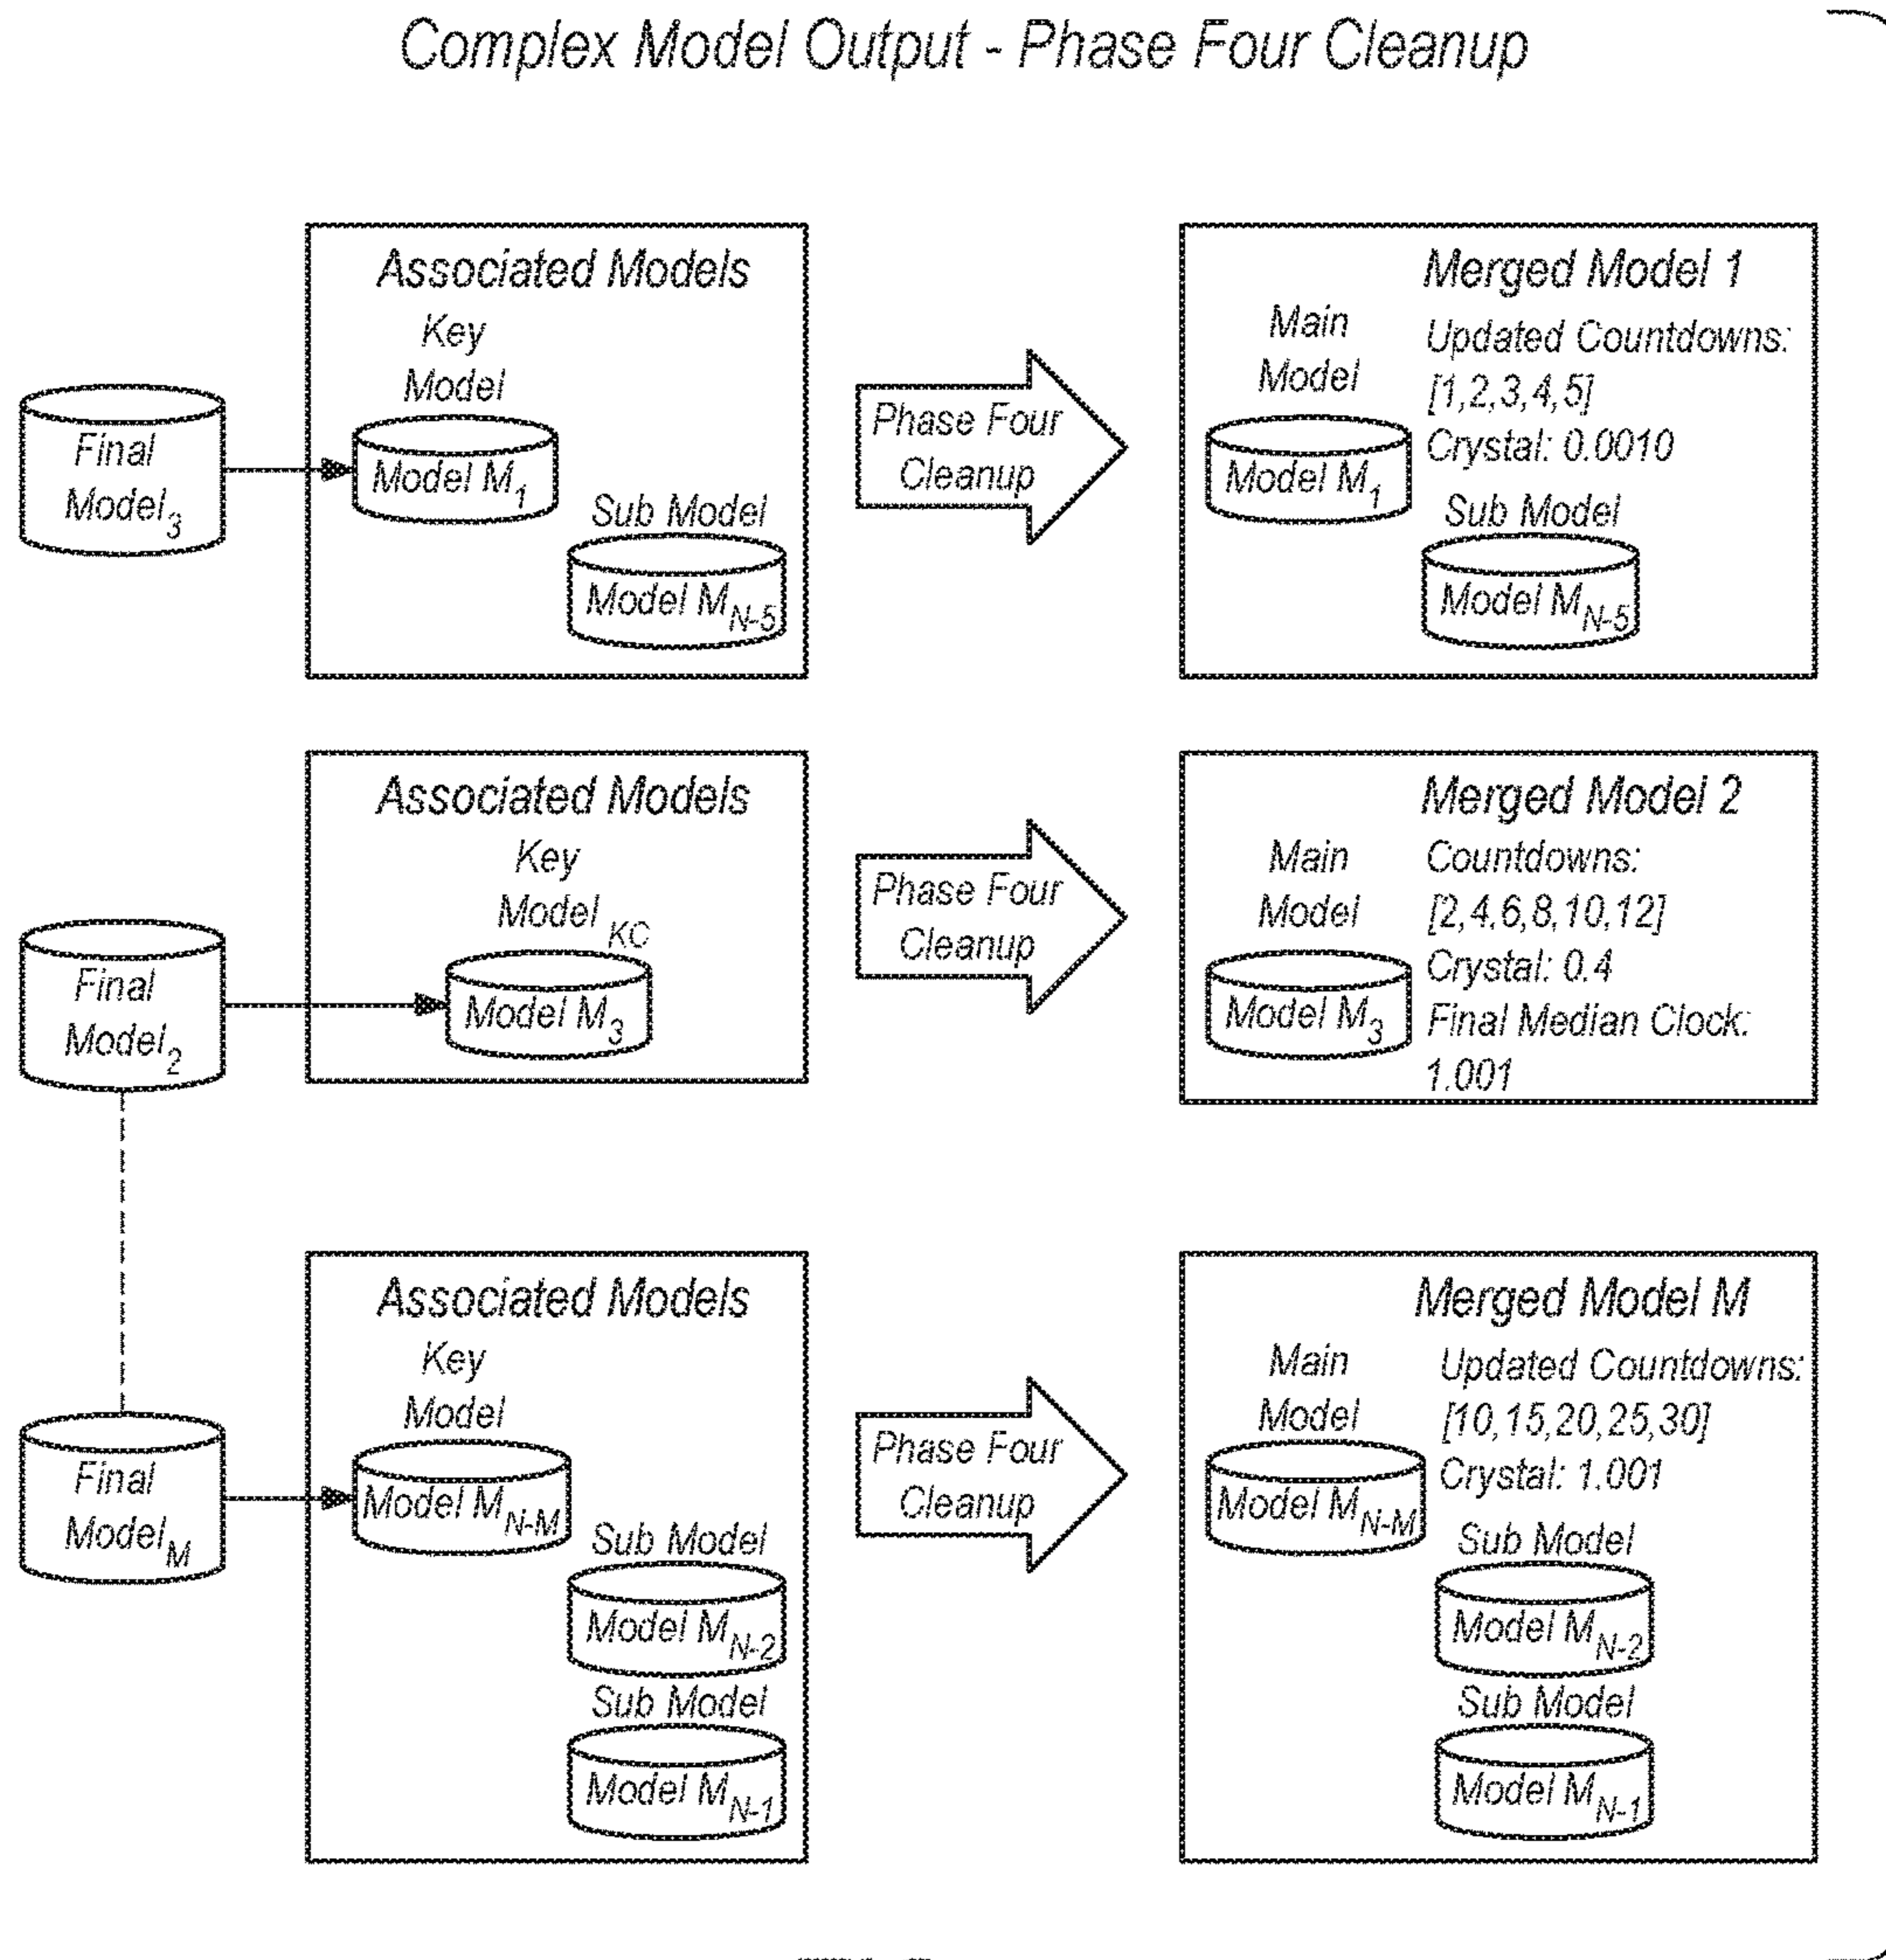 Complex Model Output - Phase Four Cleanup
Final
Model3
Associated Models
Key
Model
Model M1
Sub Model
Model MN-5
Phase Four
Cleanup
Merged Model 1
Main
Model
Model M1
Updated Countdowns:
[1,2,3,4,5]
Crystal: 0.0010
Sub Model
Model MN-5
Final
Model2
Associated Models
Key
Model KC
Model M3
Phase Four
Cleanup
Merged Model 2
Main
Model
Model M3
Countdowns:
[2,4,6,8,10,12]
Crystal: 0.4
Final Median Clock:
1.001
Final
ModelM
Associated Models
Key
Model
Model MN-M
Sub Model
Model MN-2
Sub Model
Model MN-1
Phase Four
Cleanup
Merged Model M
Main
Model
Model MN-M
Updated Countdowns:
[10,15,20,25,30]
Crystal: 1.001
Sub Model
Model MN-2
Sub Model
Model MN-1